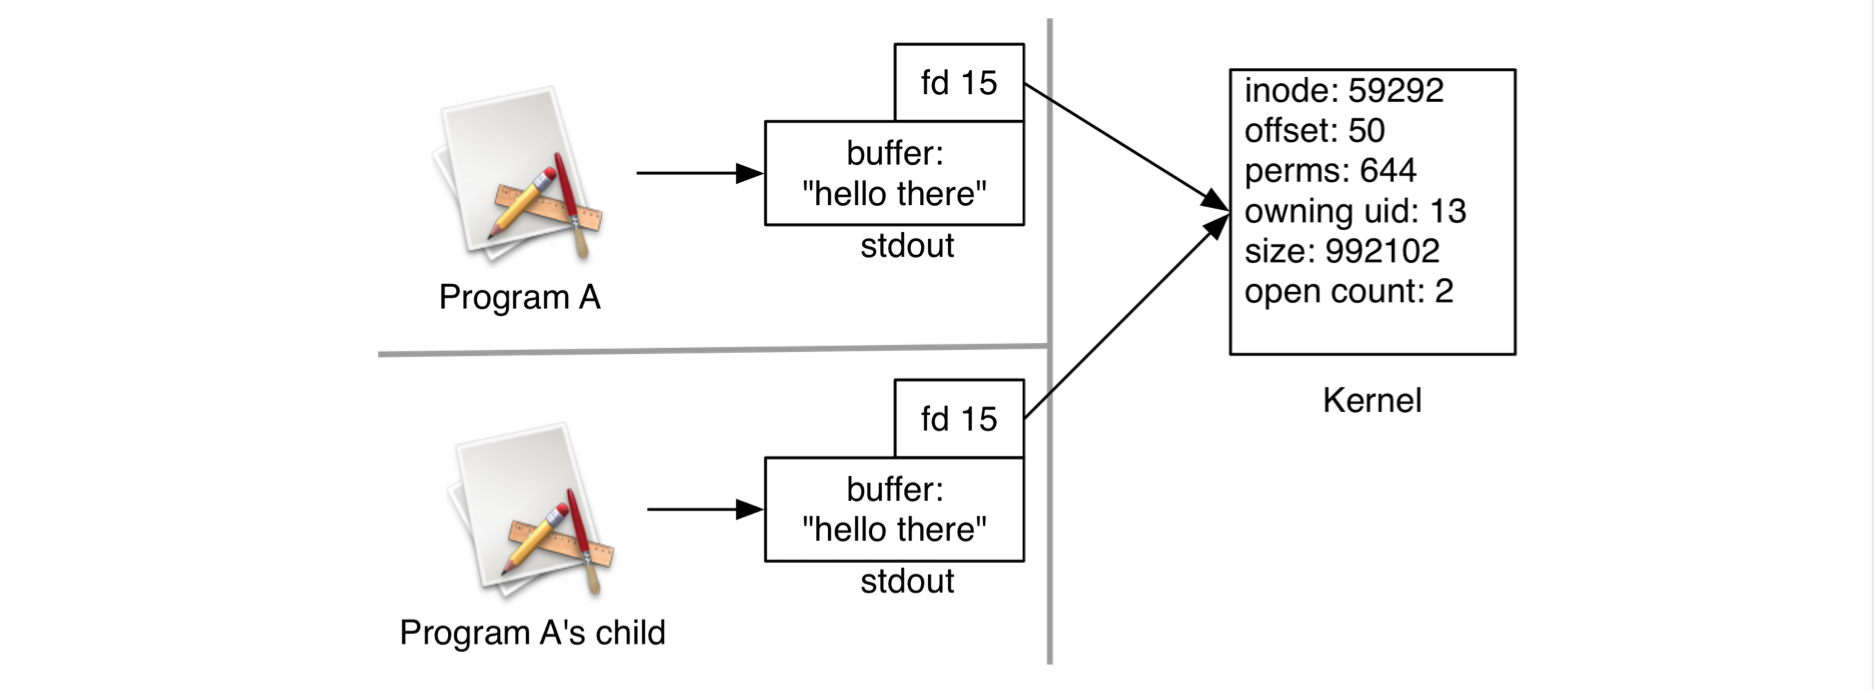 fd 15
buffer:
"hello there"
stdout
Program A
fd 15
buffer:
"hello there"
stdout
Program A's child
inode: 59292
offset: 50
perms: 644
owning uid: 13
size: 992102
open count: 2
Kernel